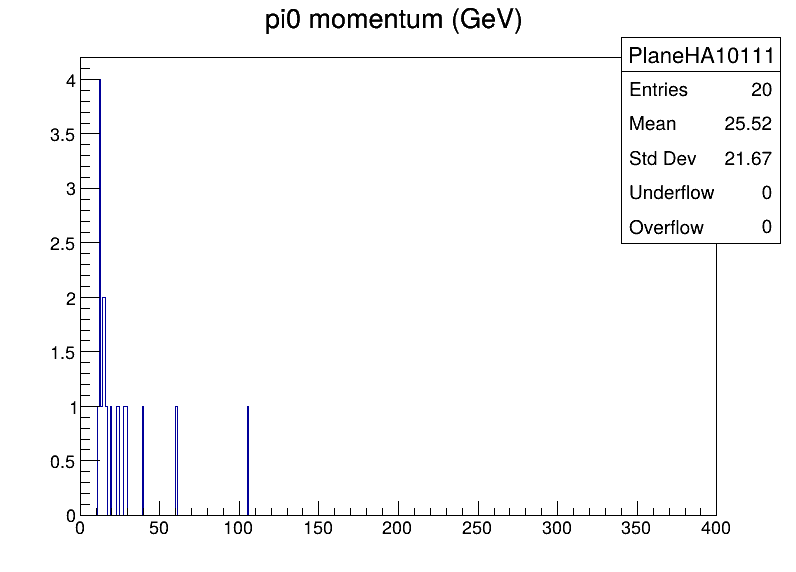 pi0 momentum (GeV)
PlaneHA10111
Entries 20
Mean 25.52
Std Dev 21.67
Underflow 0
Overflow 0
4
3.5
3
2.5
2
1.5
1
0.5
0
0 50 100 150 200 250 300 350 400